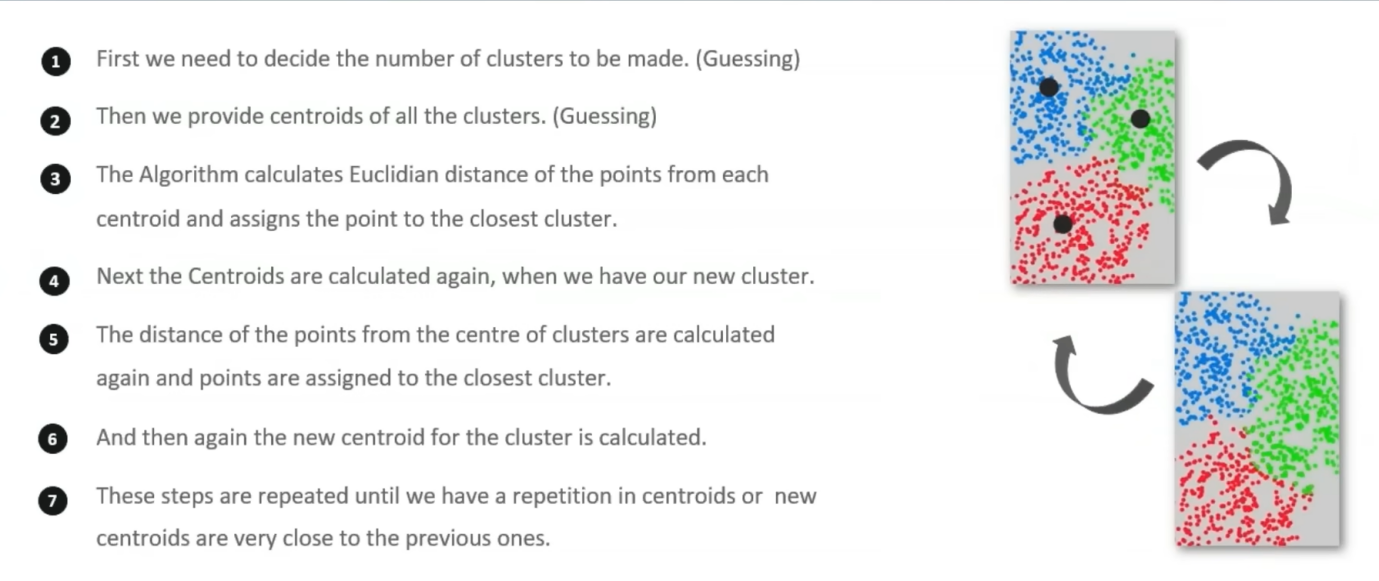 1 First we need to decide the number of clusters to be made. (Guessing)
2 Then we provide centroids of all the clusters. (Guessing)
3 The Algorithm calculates Euclidian distance of the points from each
centroid and assigns the point to the closest cluster.
4 Next the Centroids are calculated again, when we have our new cluster.
5 The distance of the points from the centre of clusters are calculated
again and points are assigned to the closest cluster.
6 And then again the new centroid for the cluster is calculated.
7 These steps are repeated until we have a repetition in centroids or new
centroids are very close to the previous ones.